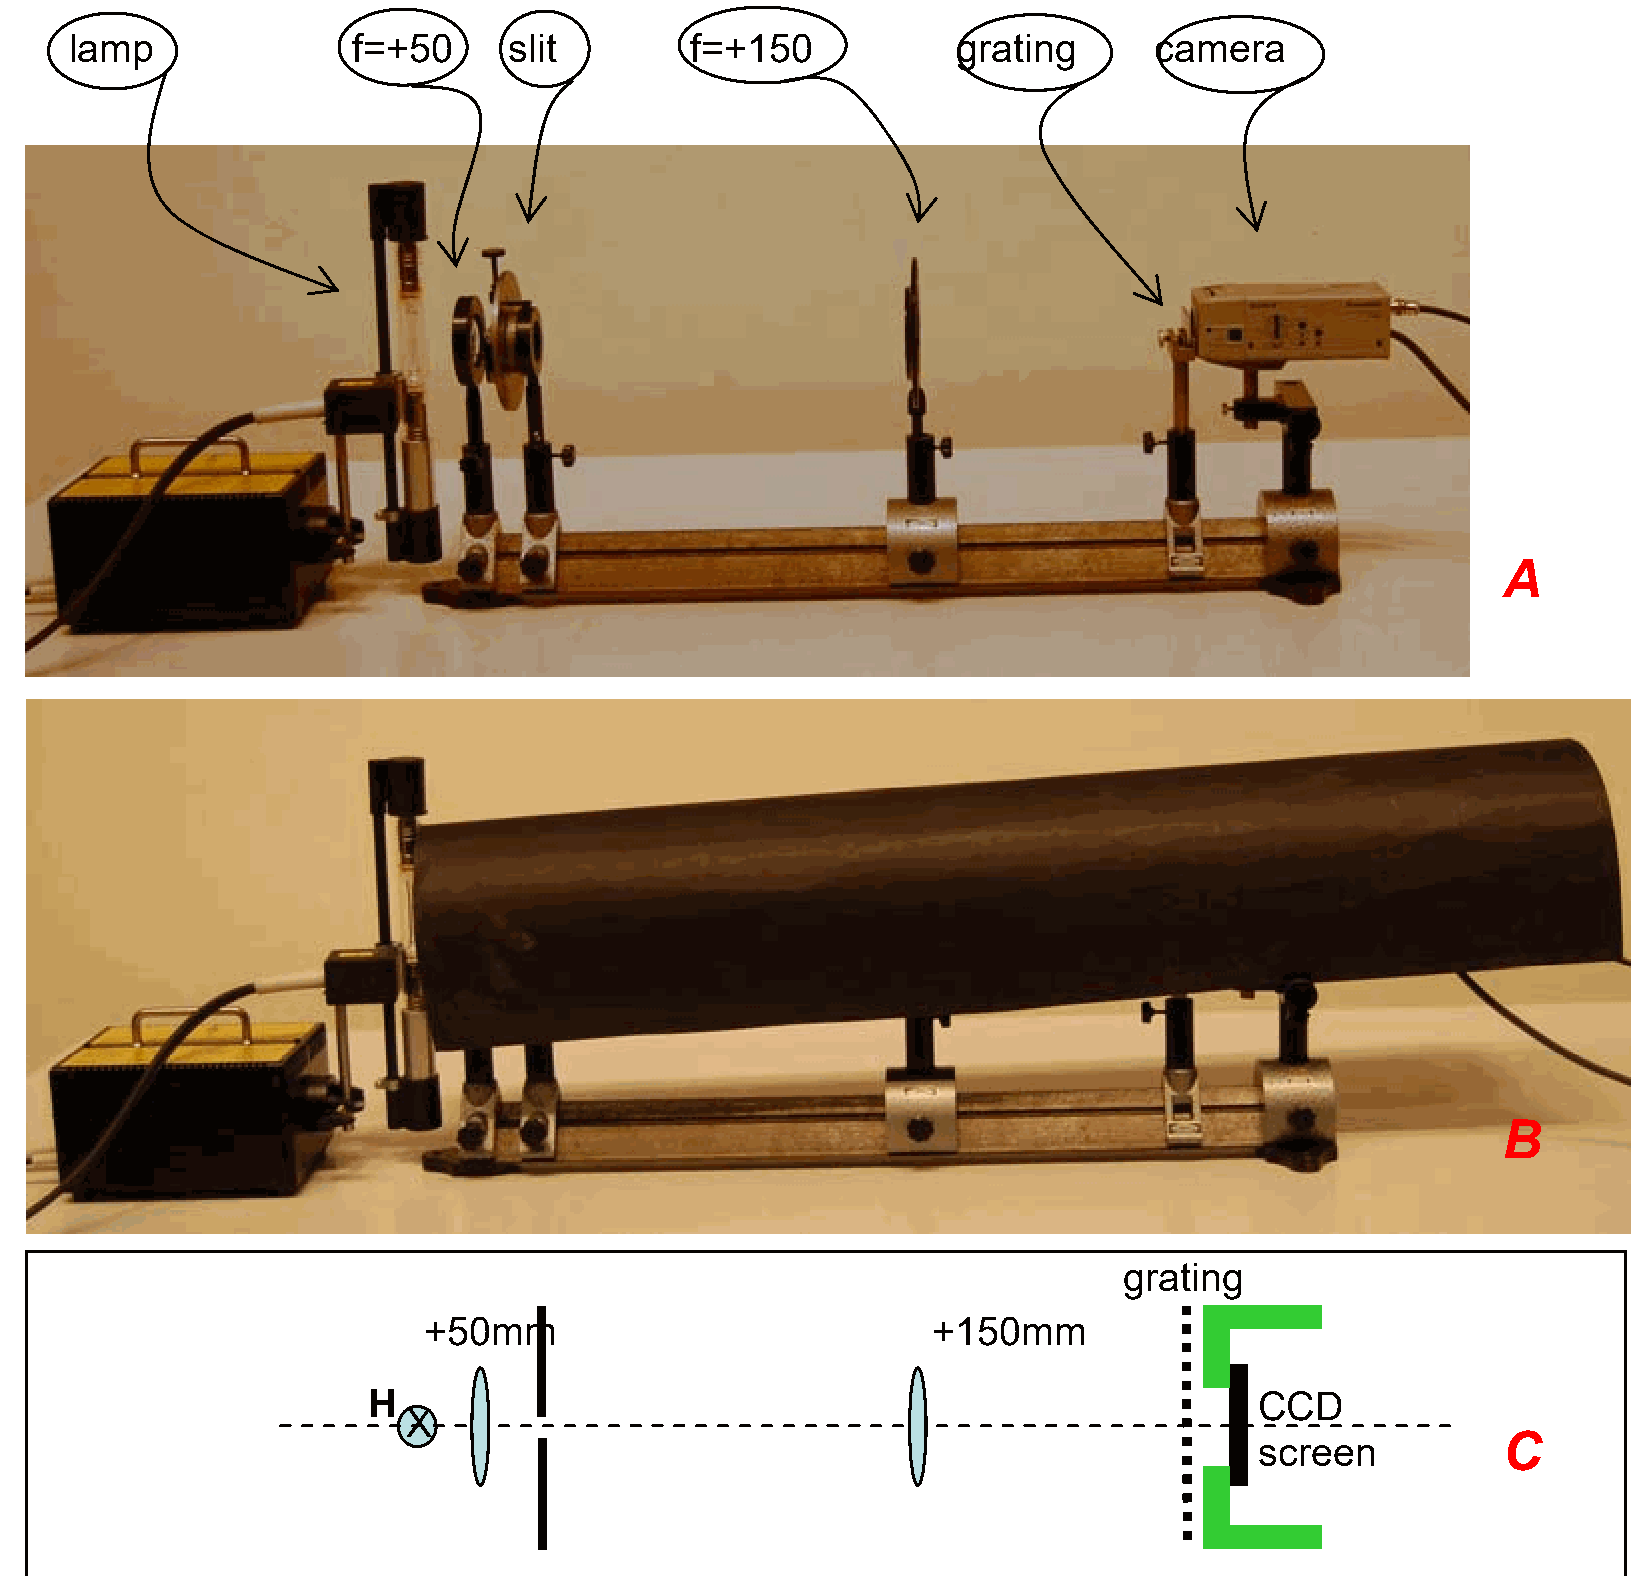 lamp
f=+50
slit
f=+150
grating
camera
A
B
grating
+50mm
+150mm
H
CCD
screen
C